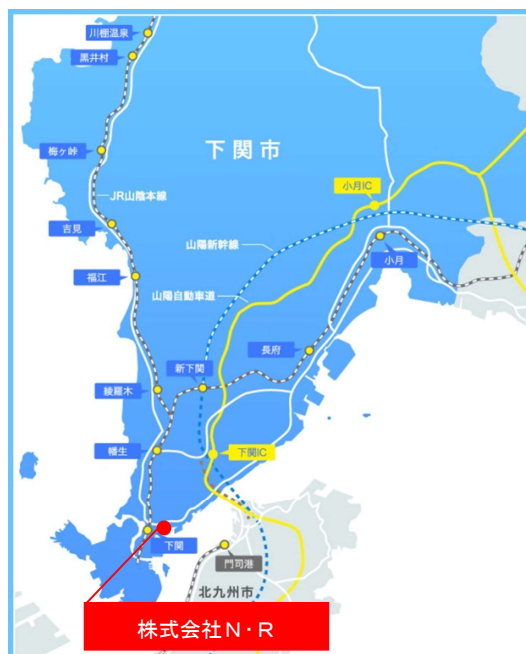 川棚温泉
黒井村
梅ヶ峠
下関市
小月IC
JR山陰本線
吉見
山陽新幹線
小月
福江
山陽自動車道
長府
新下関
綾羅木
幡生
下関IC
下関
門司港
北九州市
株式会社N・R